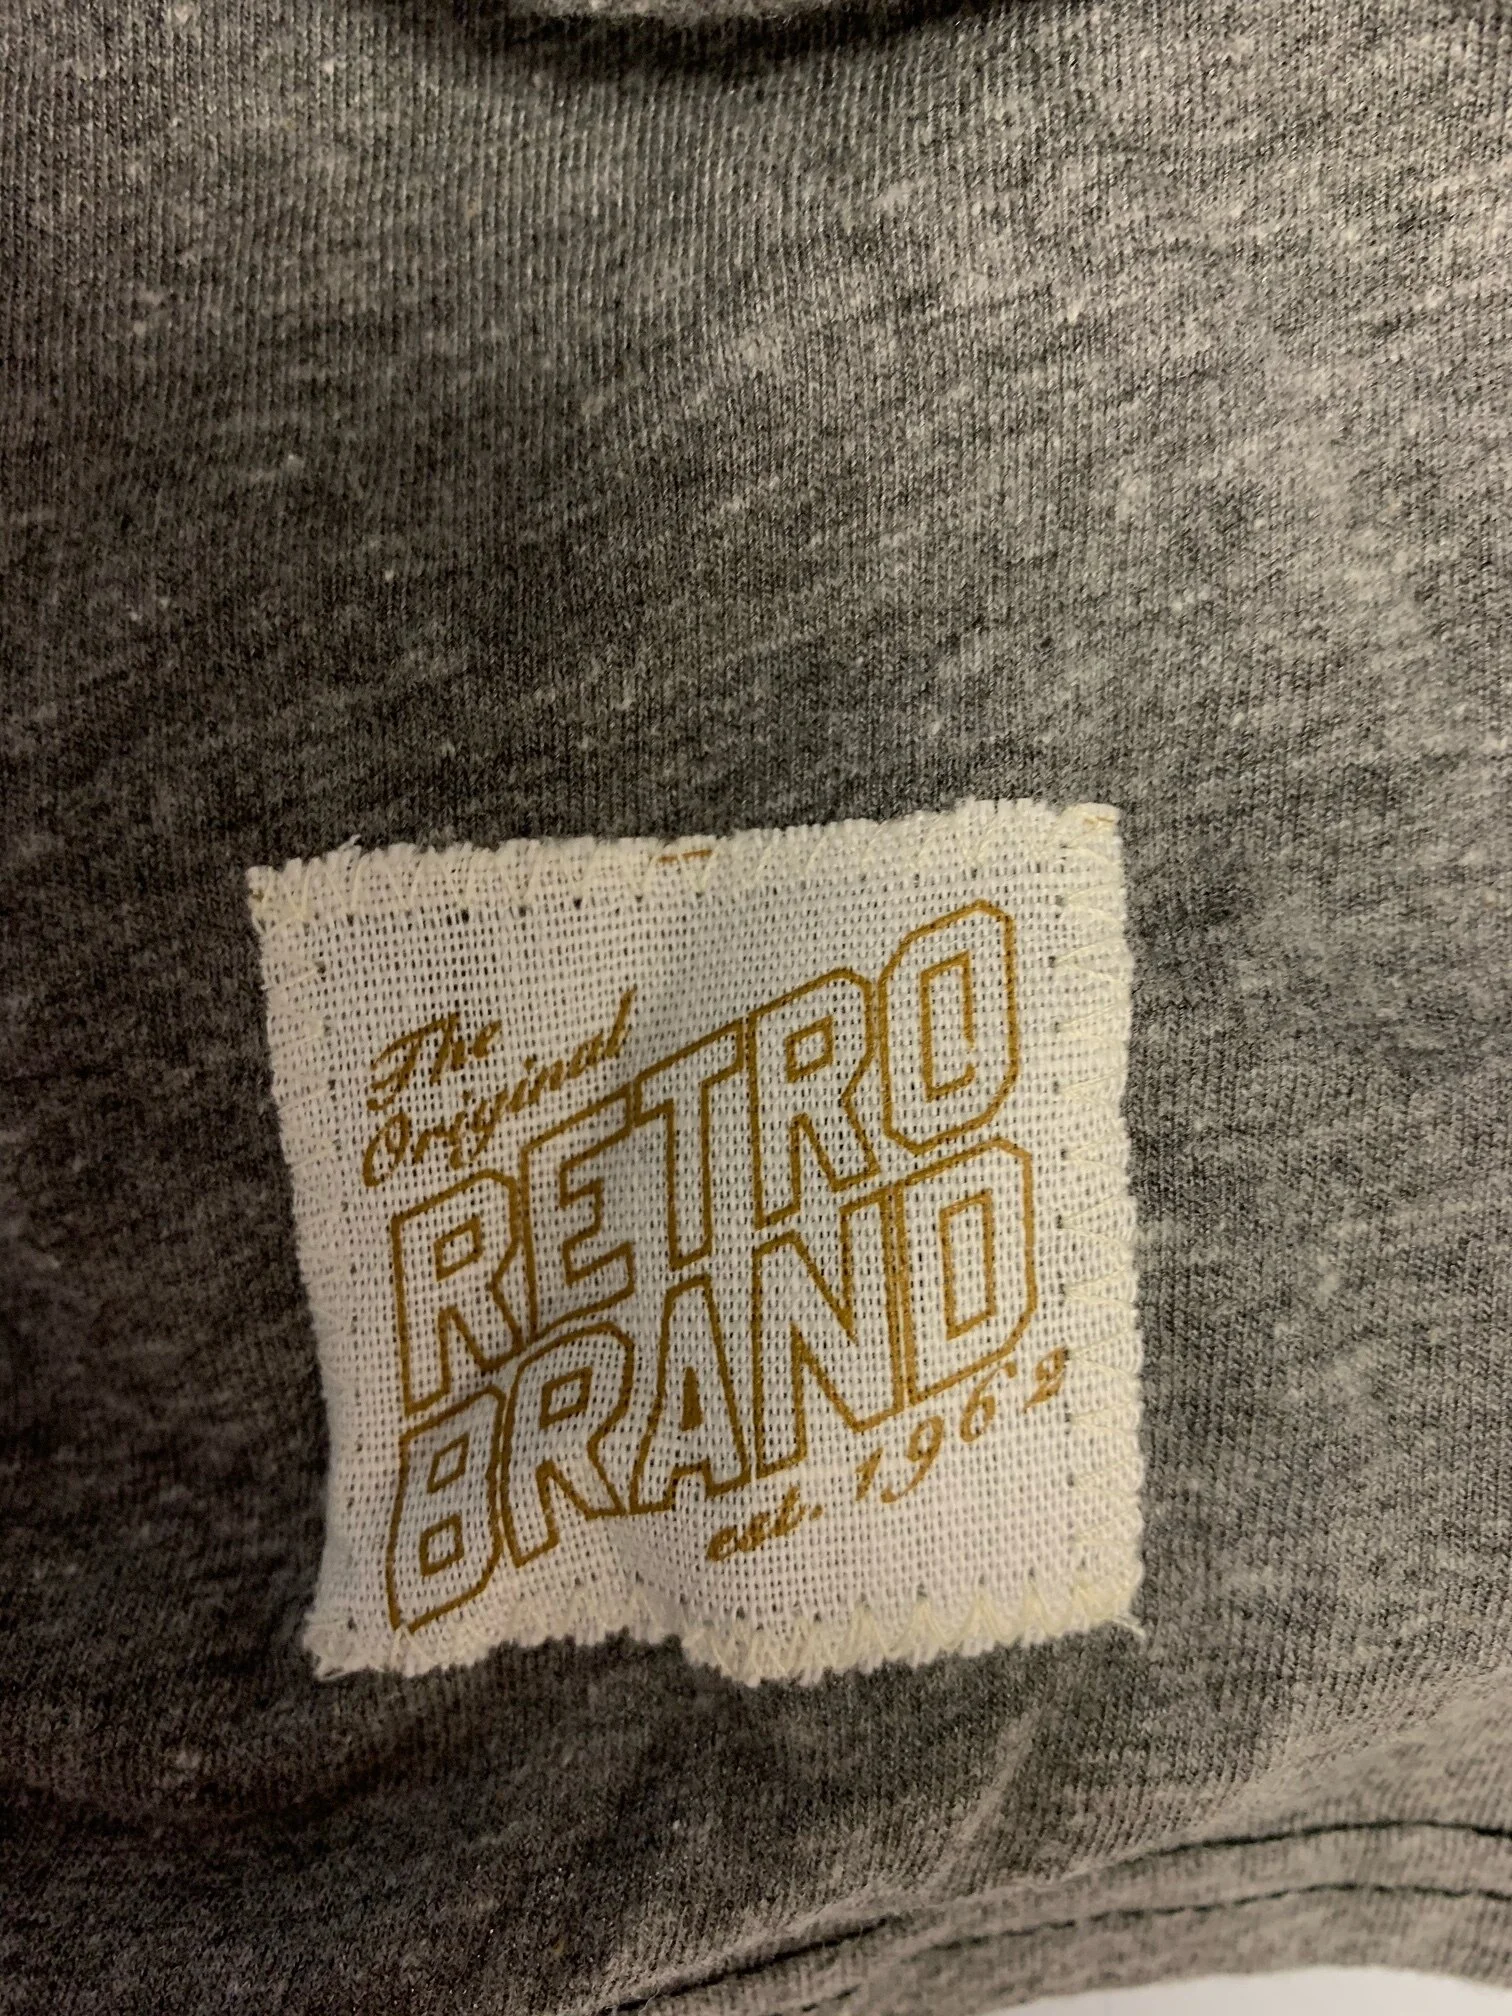 The
Original
RETRO
BRAND
est. 1962